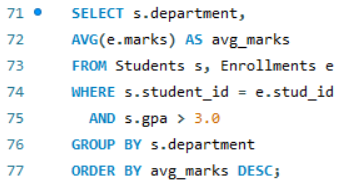 71 SELECT s.department,
72 AVG(e.marks) AS avg_marks
73 FROM Students s, Enrollments e
74 WHERE s.student_id = e.stud_id
75 AND s.gpa > 3.0
76 GROUP BY s.department
77 ORDER BY avg_marks DESC;